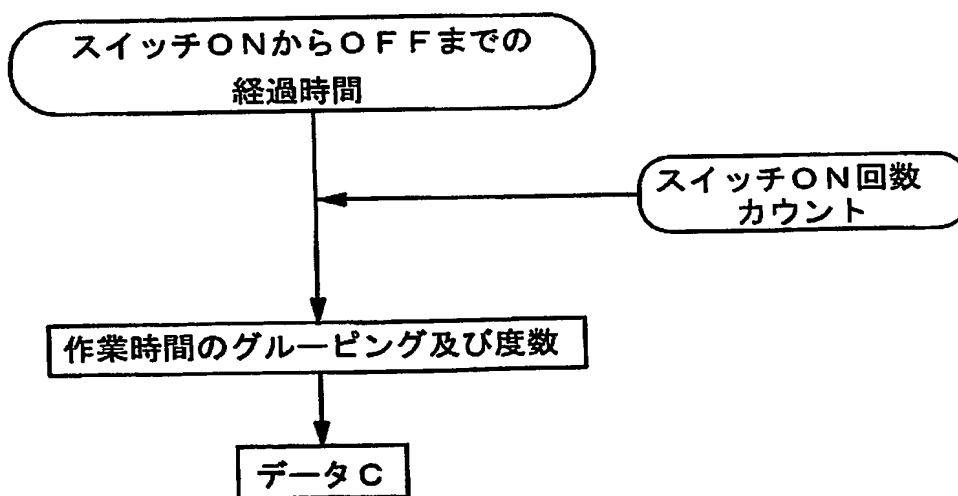 スイッチONからOFFまでの
経過時間
スイッチON回数
カウント
作業時間のグルーピング及び度数
データC